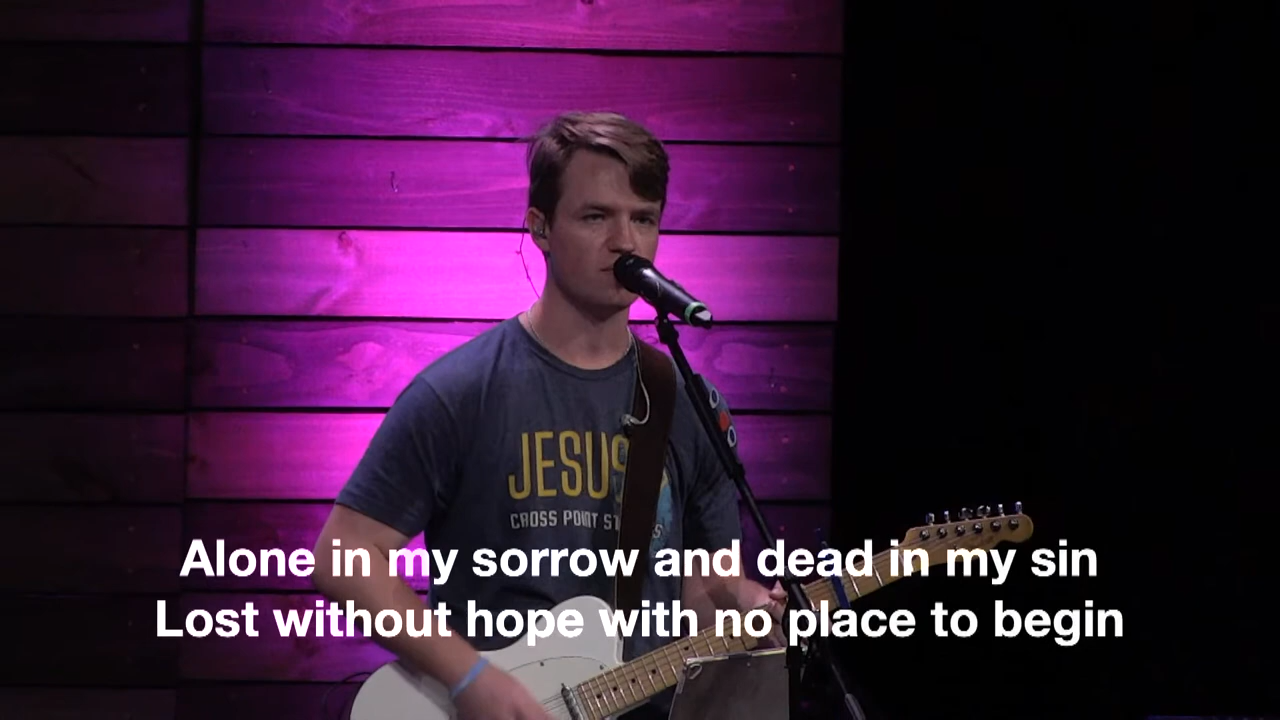 JESUS
CROSS POINT ST
Alone in my sorrow and dead in my sin
Lost without hope with no place to begin